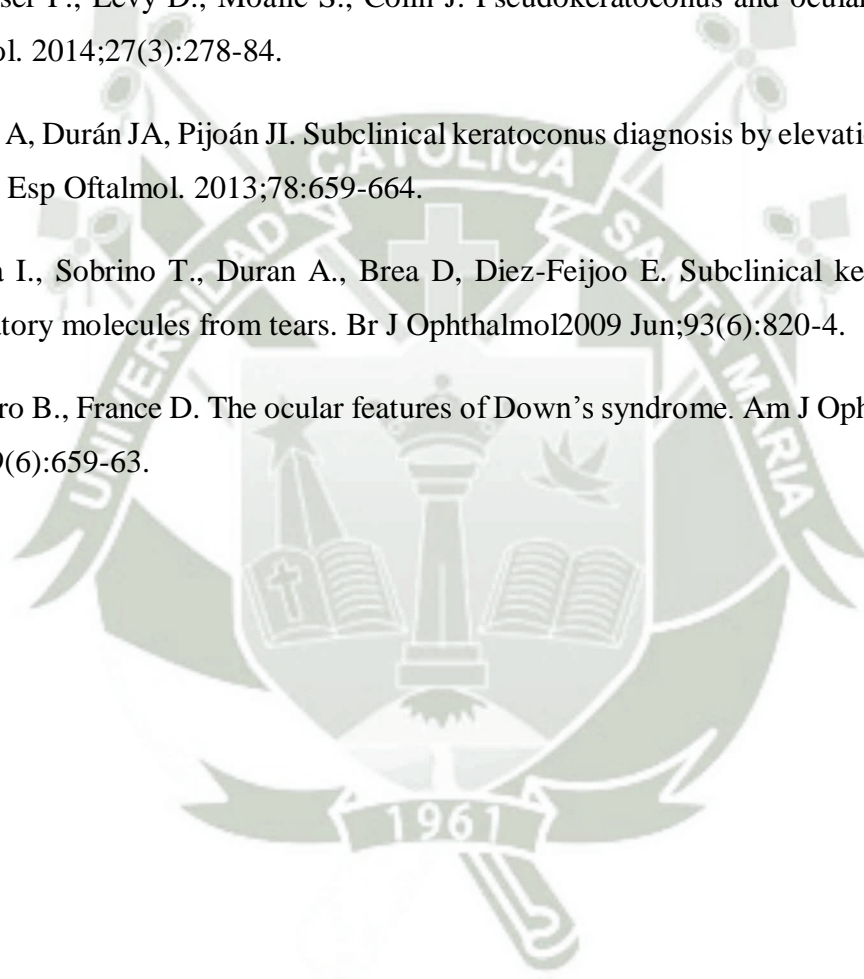 ser P., Levy D., Moalic S., Colin J. Pseudokeratoconus and ocular
ol. 2014;27(3):278-84.
A, Durán JA, Pijoán JI. Subclinical keratoconus diagnosis by elevati
Esp Oftalmol. 2013;78:659-664.
a I., Sobrino T., Duran A., Brea D, Diez-Feijoo E. Subclinical ke
atory molecules from tears. Br J Ophthalmol2009 Jun;93(6):820-4.
ro B., France D. The ocular features of Down’s syndrome. Am J Oph
9(6):659-63.
UNIVERSIDAD CATOLICA SANTA MARIA
1961